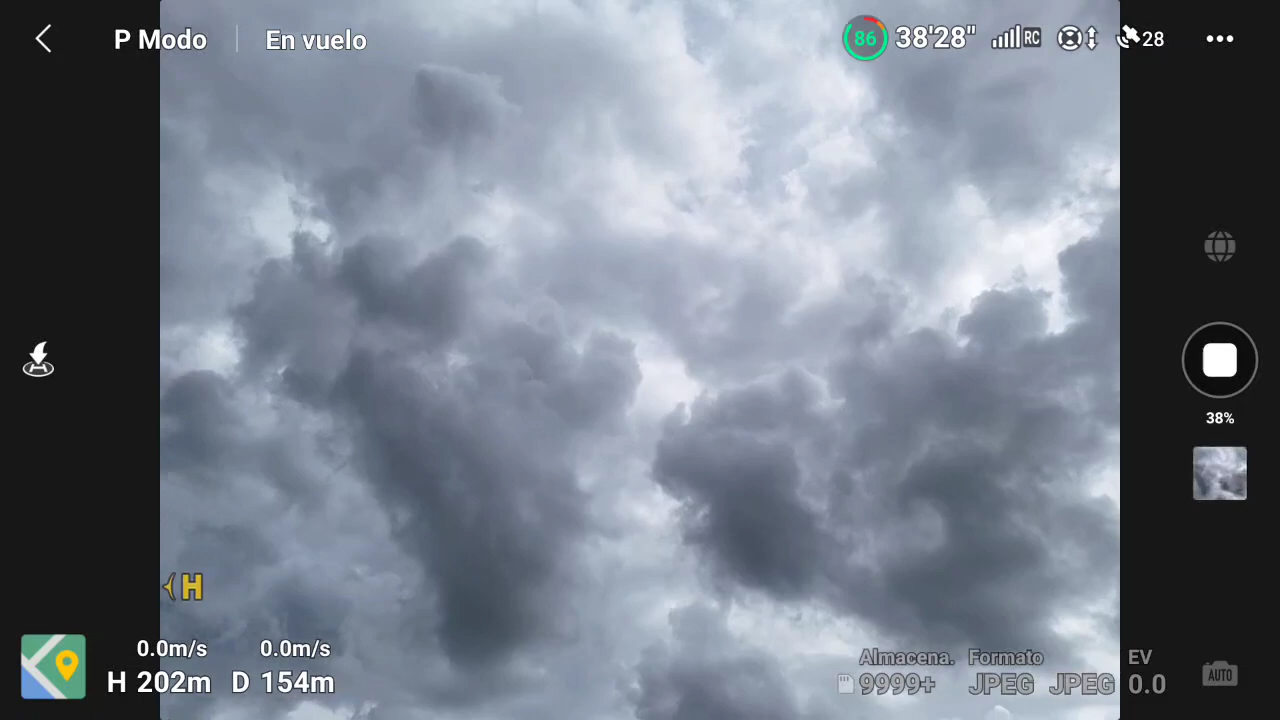 P Modo
En vuelo
86
38'28"
RC
28
38%
H
0.0m/s
0.0m/s
H 202m
D 154m
Almacena.
Formato
EV
9999+
JPEG
JPEG
0.0
AUTO